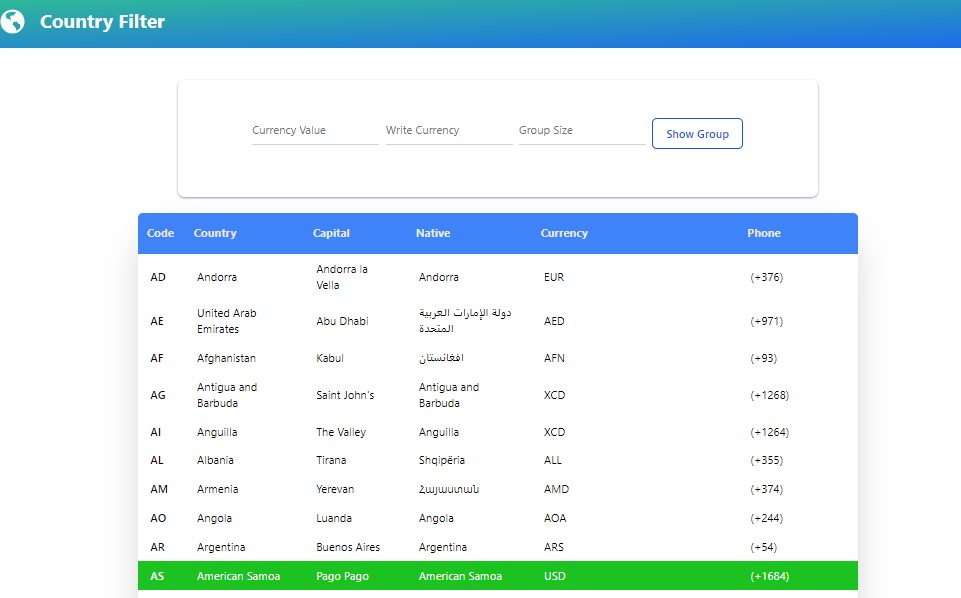 Country Filter
Currency Value Write Currency Group Size Show Group
Code Country Capital Native Currency Phone
AD Andorra Andorra la Vella Andorra EUR (+376)
AE United Arab Emirates Abu Dhabi دولة الإمارات العربية المتحدة AED (+971)
AF Afghanistan Kabul افغانستان AFN (+93)
AG Antigua and Barbuda Saint John's Antigua and Barbuda XCD (+1268)
AI Anguilla The Valley Anguilla XCD (+1264)
AL Albania Tirana Shqipëria ALL (+355)
AM Armenia Yerevan Հայաստան AMD (+374)
AO Angola Luanda Angola AOA (+244)
AR Argentina Buenos Aires Argentina ARS (+54)
AS American Samoa Pago Pago American Samoa USD (+1684)